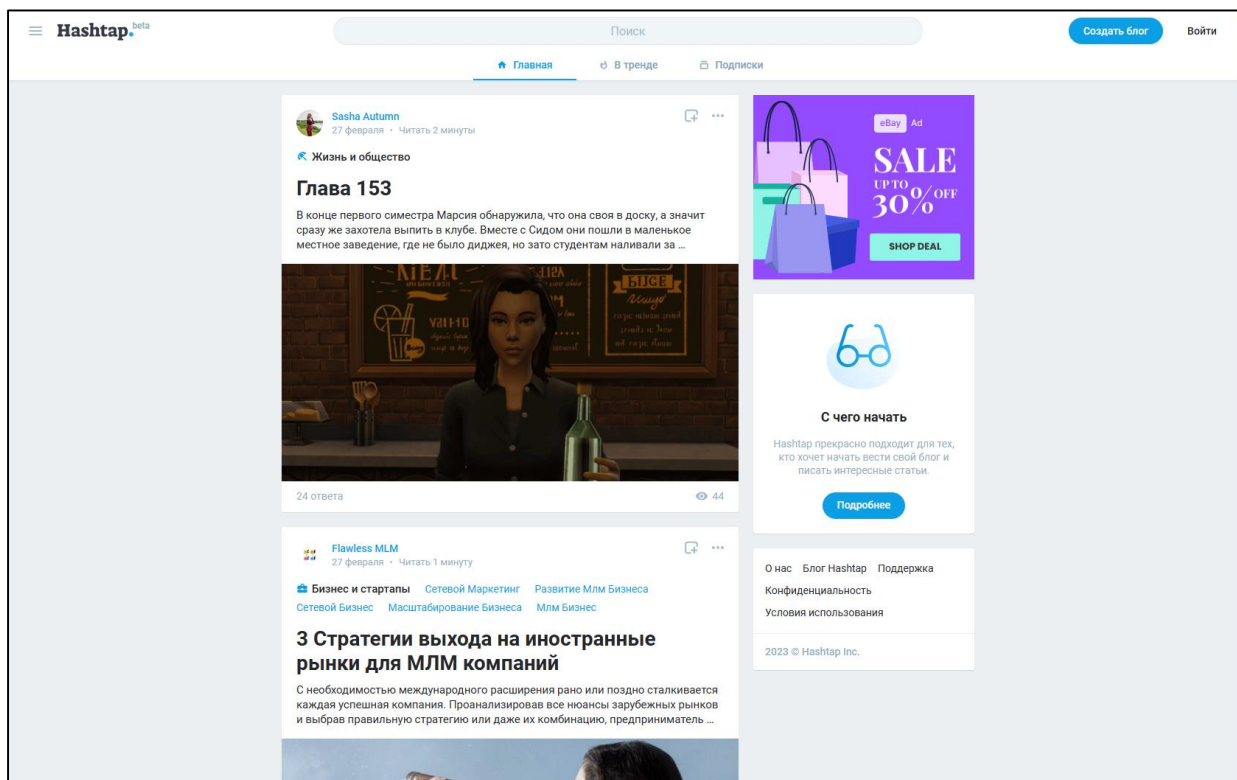 Hashtap. beta
Поиск
Создать блог
Войти
Главная
В тренде
Подписки
Sasha Autumn
27 февраля • Читать 2 минуты
Жизнь и общество
Глава 153
В конце первого симестра Марсия обнаружила, что она своя в доску, а значит
сразу же захотела выпить в клубе. Вместе с Сидом они пошли в маленькое
местное заведение, где не было диджея, но зато студентам наливали за ...
24 ответа
44
Flawless MLM
27 февраля • Читать 1 минуту
Бизнес и стартапы Сетевой Маркетинг Развитие Млм Бизнеса
Сетевой Бизнес Масштабирование Бизнеса Млм Бизнес
3 Стратегии выхода на иностранные
рынки для МЛМ компаний
С необходимостью международного расширения рано или поздно сталкивается
каждая успешная компания. Проанализировав все нюансы зарубежных рынков
и выбрав правильную стратегию или даже их комбинацию, предприниматель ...
eBay Ad
SALE
UP TO
30% OFF
SHOP DEAL
С чего начать
Hashtap прекрасно подходит для тех,
кто хочет начать вести свой блог и
писать интересные статьи.
Подробнее
О нас Блог Hashtap Поддержка
Конфиденциальность
Условия использования
2023 © Hashtap Inc.